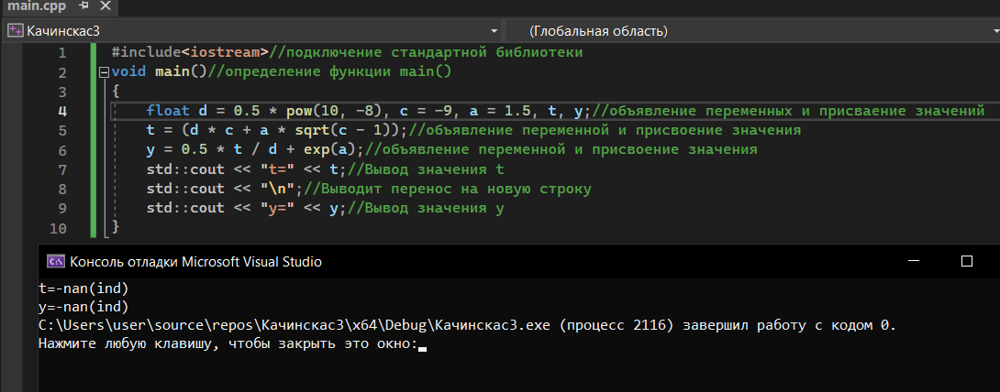 main.cpp
Качинскас3 (Глобальная область)
1 #include<iostream>//подключение стандартной библиотеки
2 void main()//определение функции main()
3 {
4 float d = 0.5 * pow(10, -8), c = -9, a = 1.5, t, y;//объявление переменных и присваение значений
5 t = (d * c + a * sqrt(c - 1));//объявление переменной и присвоение значения
6 y = 0.5 * t / d + exp(a);//объявление переменной и присвоение значения
7 std::cout << "t=" << t;//Вывод значения t
8 std::cout << "\n";//Выводит перенос на новую строку
9 std::cout << "y=" << y;//Вывод значения y
10 }
Консоль отладки Microsoft Visual Studio
t=-nan(ind)
y=-nan(ind)
C:\Users\user\source\repos\Качинскас3\x64\Debug\Качинскас3.exe (процесс 2116) завершил работу с кодом 0.
Нажмите любую клавишу, чтобы закрыть это окно: